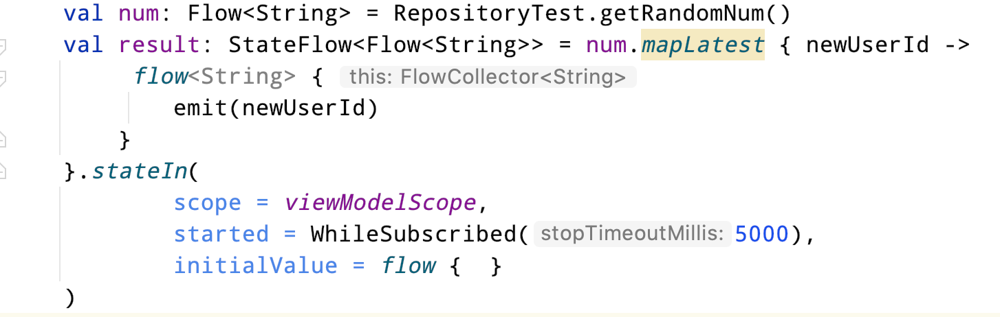 val num: Flow<String> = RepositoryTest.getRandomNum()
val result: StateFlow<Flow<String>> = num.mapLatest { newUserId ->
flow<String> { this: FlowCollector<String>
emit(newUserId)
}
}.stateIn(
scope = viewModelScope,
started = WhileSubscribed( stopTimeoutMillis: 5000),
initialValue = flow { }
)